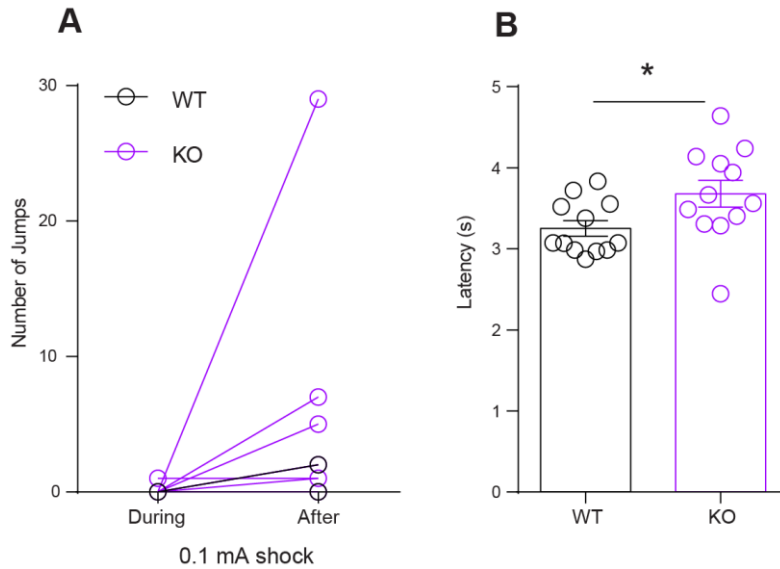 A
Number of Jumps
30
20
10
0
WT
KO
During
After
0.1 mA shock
B
*
Latency (s)
5
4
3
2
1
0
WT
KO